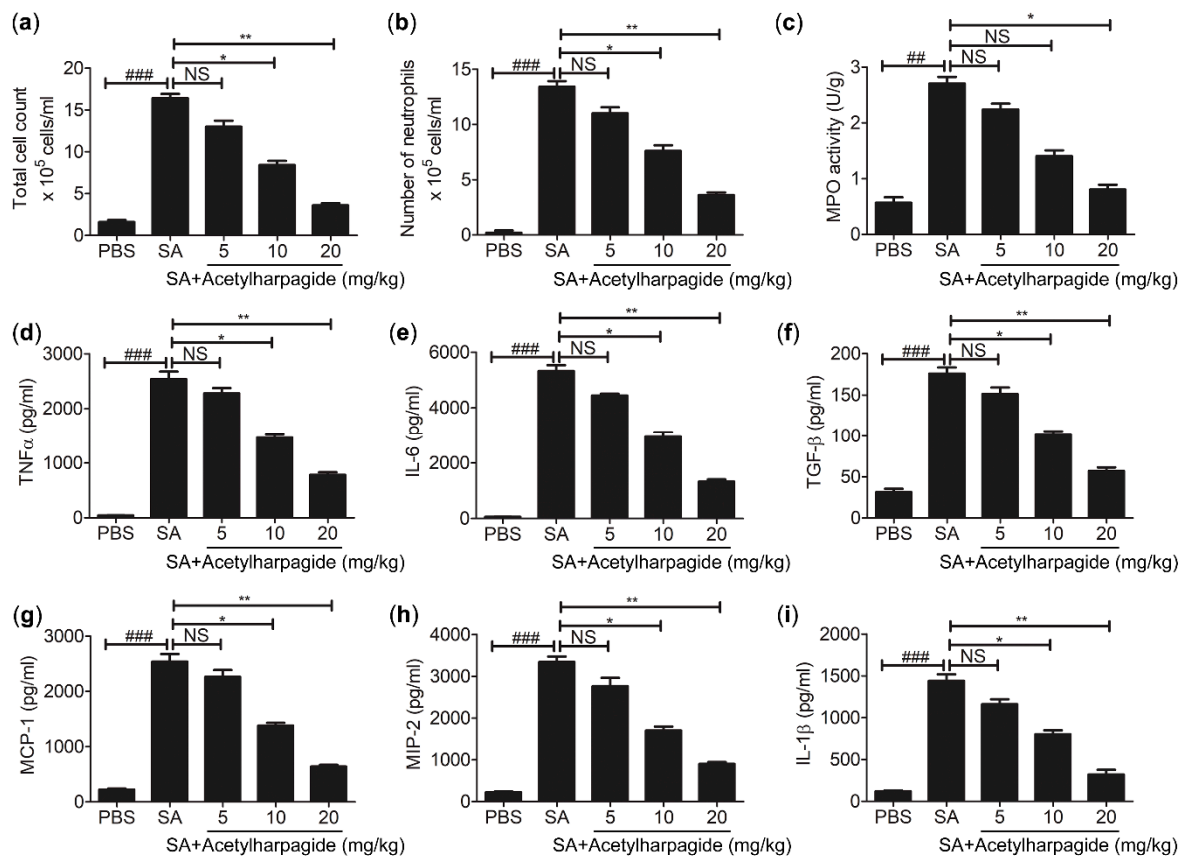 (a)
**
*
###
NS
Total cell count
x 10⁵ cells/ml
20
15
10
5
0
PBS
SA
5
10
20
SA+Acetylharpagide (mg/kg)
(b)
**
*
###
NS
Number of neutrophils
x 10⁵ cells/ml
15
10
5
0
PBS
SA
5
10
20
SA+Acetylharpagide (mg/kg)
(c)
*
NS
##
NS
MPO activity (U/g)
3
2
1
0
PBS
SA
5
10
20
SA+Acetylharpagide (mg/kg)
(d)
**
*
###
NS
TNFα (pg/ml)
3000
2000
1000
0
PBS
SA
5
10
20
SA+Acetylharpagide (mg/kg)
(e)
**
*
###
NS
IL-6 (pg/ml)
6000
4000
2000
0
PBS
SA
5
10
20
SA+Acetylharpagide (mg/kg)
(f)
**
*
###
NS
TGF-β (pg/ml)
200
150
100
50
0
PBS
SA
5
10
20
SA+Acetylharpagide (mg/kg)
(g)
**
*
###
NS
MCP-1 (pg/ml)
3000
2000
1000
0
PBS
SA
5
10
20
SA+Acetylharpagide (mg/kg)
(h)
**
*
###
NS
MIP-2 (pg/ml)
4000
3000
2000
1000
0
PBS
SA
5
10
20
SA+Acetylharpagide (mg/kg)
(i)
**
*
###
NS
IL-1β (pg/ml)
1500
1000
500
0
PBS
SA
5
10
20
SA+Acetylharpagide (mg/kg)